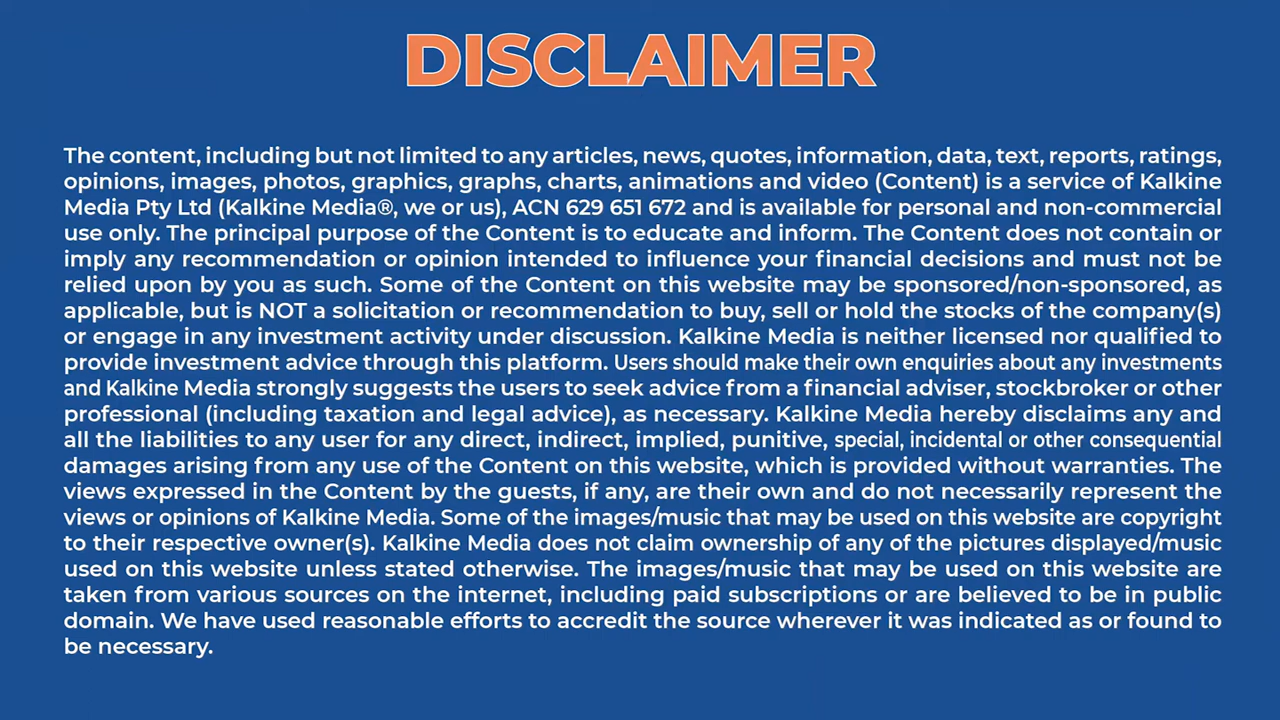 DISCLAIMER
The content, including but not limited to any articles, news, quotes, information, data, text, reports, ratings,
opinions, images, photos, graphics, graphs, charts, animations and video (Content) is a service of Kalkine
Media Pty Ltd (Kalkine Media®, we or us), ACN 629 651 672 and is available for personal and non-commercial
use only. The principal purpose of the Content is to educate and inform. The Content does not contain or
imply any recommendation or opinion intended to influence your financial decisions and must not be
relied upon by you as such. Some of the Content on this website may be sponsored/non-sponsored, as
applicable, but is NOT a solicitation or recommendation to buy, sell or hold the stocks of the company(s)
or engage in any investment activity under discussion. Kalkine Media is neither licensed nor qualified to
provide investment advice through this platform. Users should make their own enquiries about any investments
and Kalkine Media strongly suggests the users to seek advice from a financial adviser, stockbroker or other
professional (including taxation and legal advice), as necessary. Kalkine Media hereby disclaims any and
all the liabilities to any user for any direct, indirect, implied, punitive, special, incidental or other consequential
damages arising from any use of the Content on this website, which is provided without warranties. The
views expressed in the Content by the guests, if any, are their own and do not necessarily represent the
views or opinions of Kalkine Media. Some of the images/music that may be used on this website are copyright
to their respective owner(s). Kalkine Media does not claim ownership of any of the pictures displayed/music
used on this website unless stated otherwise. The images/music that may be used on this website are
taken from various sources on the internet, including paid subscriptions or are believed to be in public
domain. We have used reasonable efforts to accredit the source wherever it was indicated as or found to
be necessary.